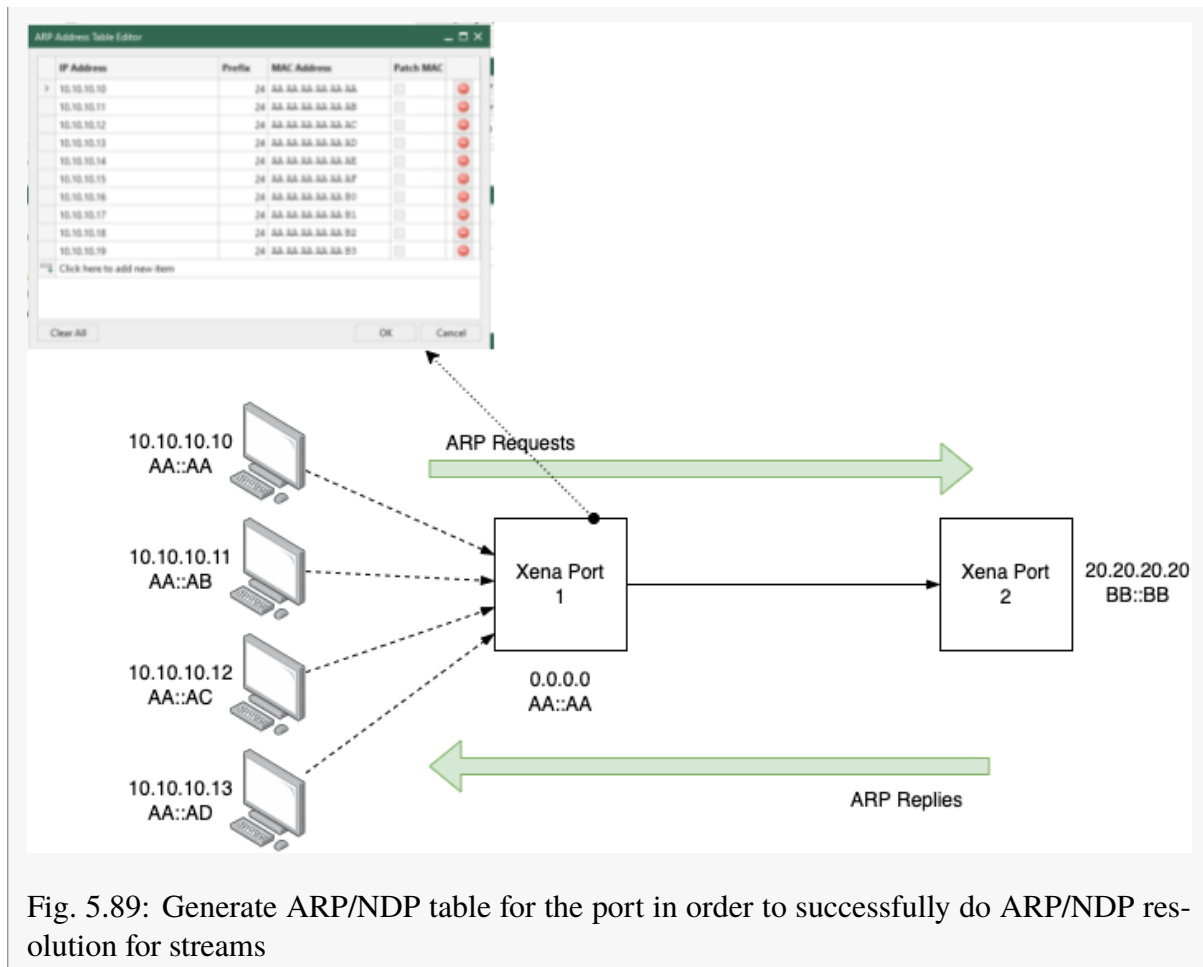 ARP Address Table Editor
IP Address Prefix MAC Address Patch MAC
10.10.10.10 24 AA AA AA AA AA AA
10.10.10.11 24 AA AA AA AA AA AB
10.10.10.12 24 AA AA AA AA AA AC
10.10.10.13 24 AA AA AA AA AA AD
10.10.10.14 24 AA AA AA AA AA AE
10.10.10.15 24 AA AA AA AA AA AF
10.10.10.16 24 AA AA AA AA AA B0
10.10.10.17 24 AA AA AA AA AA B1
10.10.10.18 24 AA AA AA AA AA B2
10.10.10.19 24 AA AA AA AA AA B3
Click here to add new item
Clear All OK Cancel
10.10.10.10
AA::AA
ARP Requests
10.10.10.11
AA::AB
Xena Port
1
Xena Port
2
20.20.20.20
BB::BB
10.10.10.12
AA::AC
0.0.0.0
AA::AA
10.10.10.13
AA::AD
ARP Replies
Fig. 5.89: Generate ARP/NDP table for the port in order to successfully do ARP/NDP res-
olution for streams